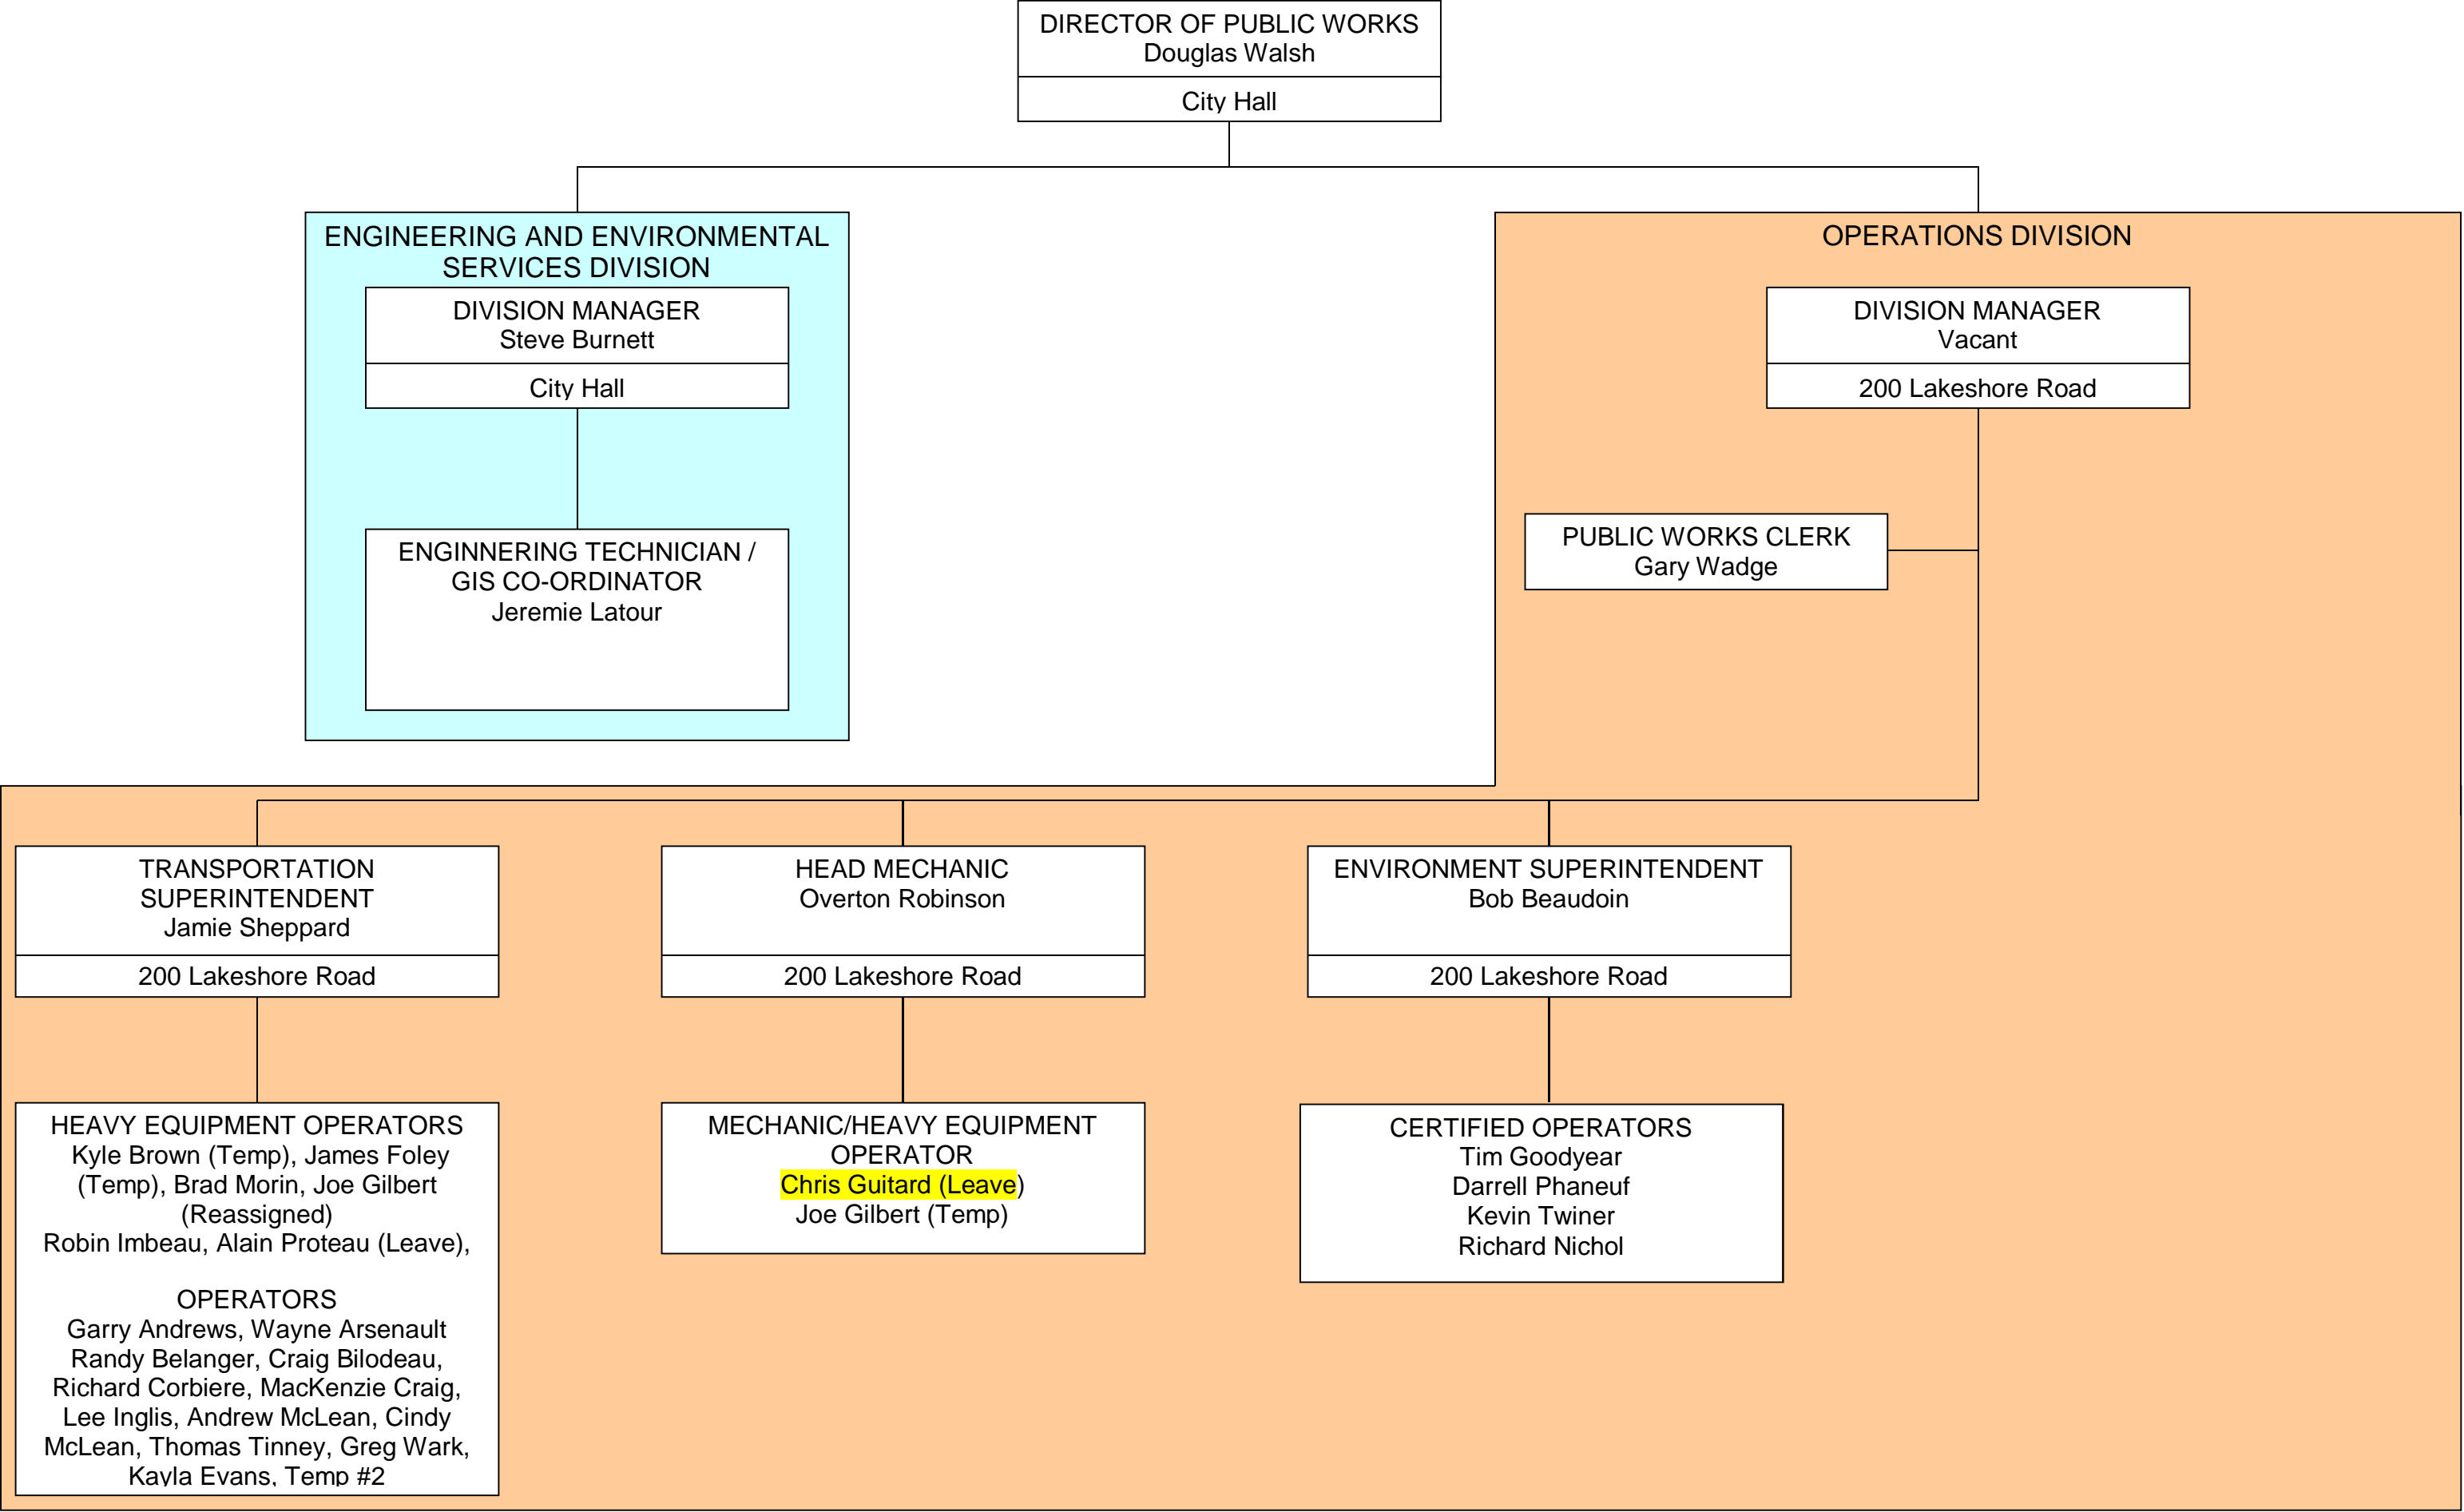 DIRECTOR OF PUBLIC WORKS
Douglas Walsh
City Hall
ENGINEERING AND ENVIRONMENTAL
SERVICES DIVISION
DIVISION MANAGER
Steve Burnett
City Hall
ENGINNERING TECHNICIAN /
GIS CO-ORDINATOR
Jeremie Latour
OPERATIONS DIVISION
DIVISION MANAGER
Vacant
200 Lakeshore Road
PUBLIC WORKS CLERK
Gary Wadge
TRANSPORTATION
SUPERINTENDENT
Jamie Sheppard
200 Lakeshore Road
HEAD MECHANIC
Overton Robinson
200 Lakeshore Road
ENVIRONMENT SUPERINTENDENT
Bob Beaudoin
200 Lakeshore Road
HEAVY EQUIPMENT OPERATORS
Kyle Brown (Temp), James Foley
(Temp), Brad Morin, Joe Gilbert
(Reassigned)
Robin Imbeau, Alain Proteau (Leave),
OPERATORS
Garry Andrews, Wayne Arsenault
Randy Belanger, Craig Bilodeau,
Richard Corbiere, MacKenzie Craig,
Lee Inglis, Andrew McLean, Cindy
McLean, Thomas Tinney, Greg Wark,
Kayla Evans, Temp #2
MECHANIC/HEAVY EQUIPMENT
OPERATOR
Chris Guitard (Leave)
Joe Gilbert (Temp)
CERTIFIED OPERATORS
Tim Goodyear
Darrell Phaneuf
Kevin Twiner
Richard Nichol